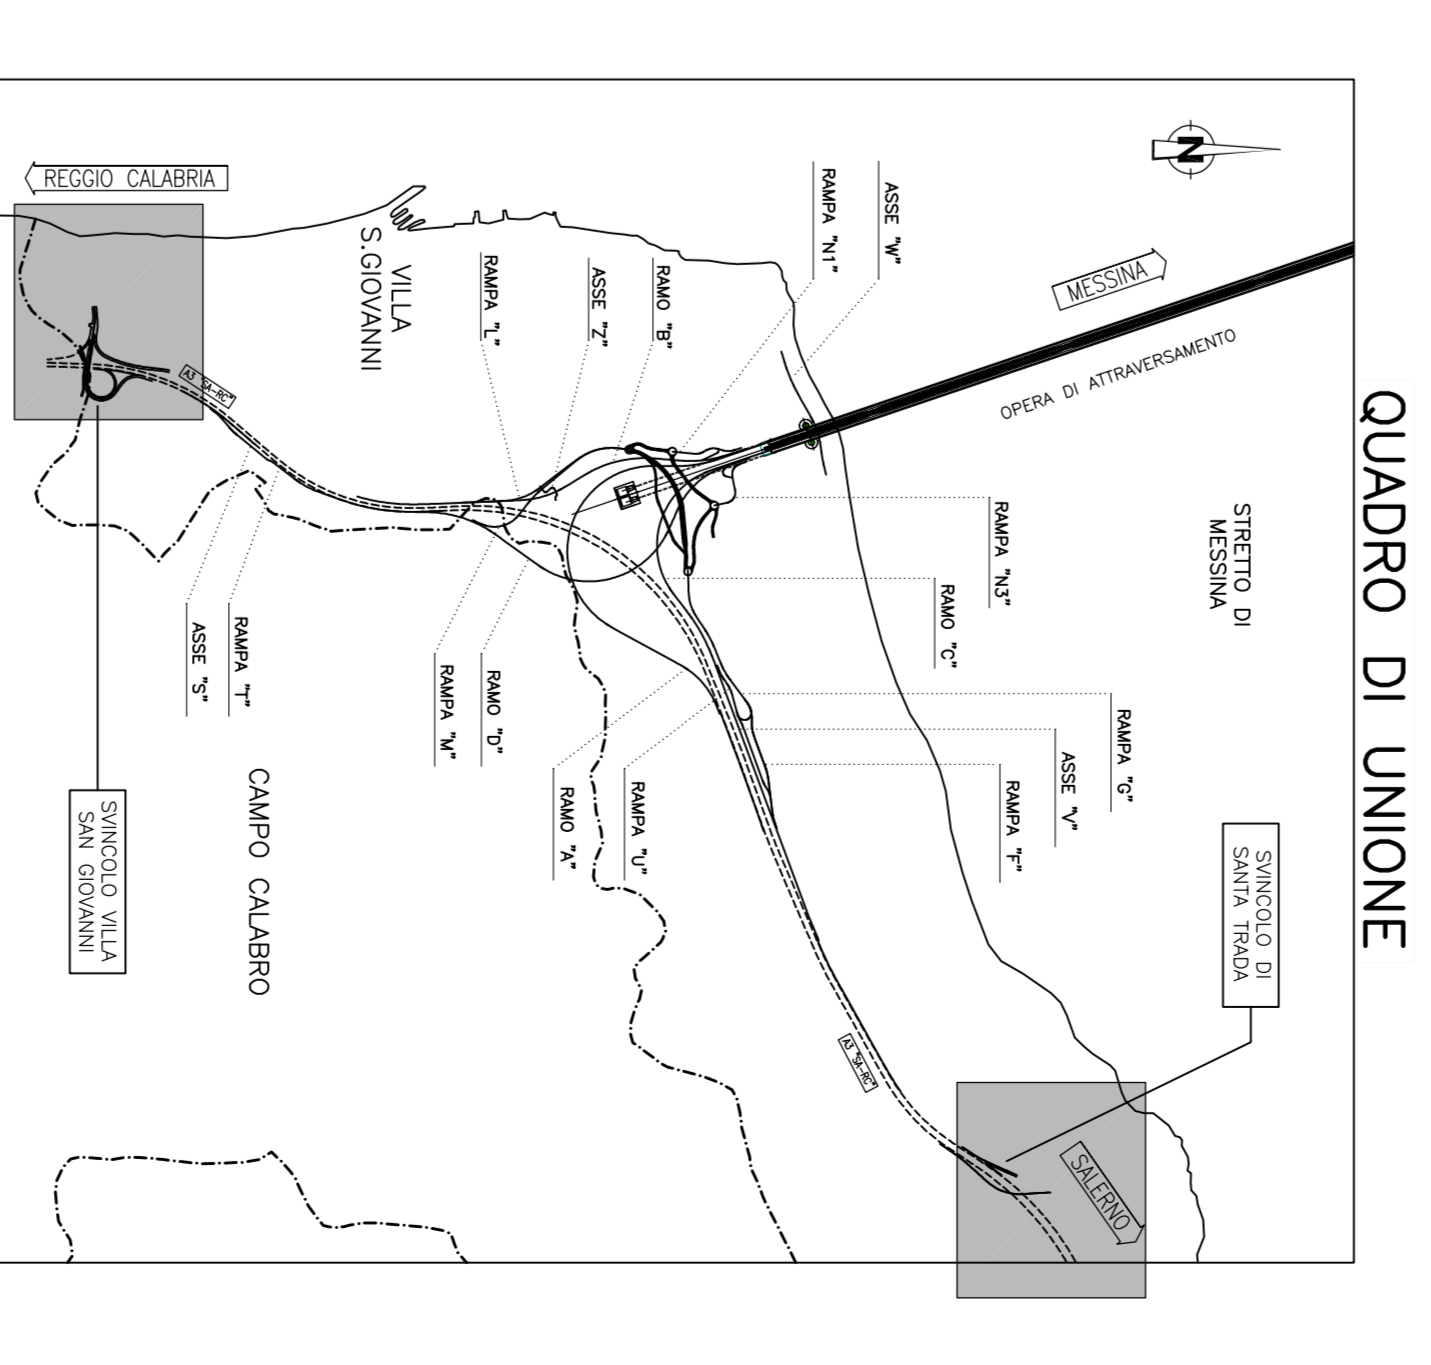 QUADRO DI UNIONE
N
REGGIO CALABRIA
MESSINA
OPERA DI ATTRAVERSAMENTO
STRETTO DI
MESSINA
ASSE "W"
RAMPA "N1"
RAMO "B"
ASSE "Z"
RAMPA "L"
VILLA
S.GIOVANNI
A3 "SA-RC"
RAMPA "N3"
RAMO "C"
RAMPA "G"
ASSE "V"
RAMPA "F"
RAMPA "U"
RAMO "A"
RAMO "D"
RAMPA "M"
RAMPA "T"
ASSE "S"
CAMPO CALABRO
SVINCOLO VILLA
SAN GIOVANNI
SVINCOLO DI
SANTA TRADA
A3 "SA-RC"
SALERNO